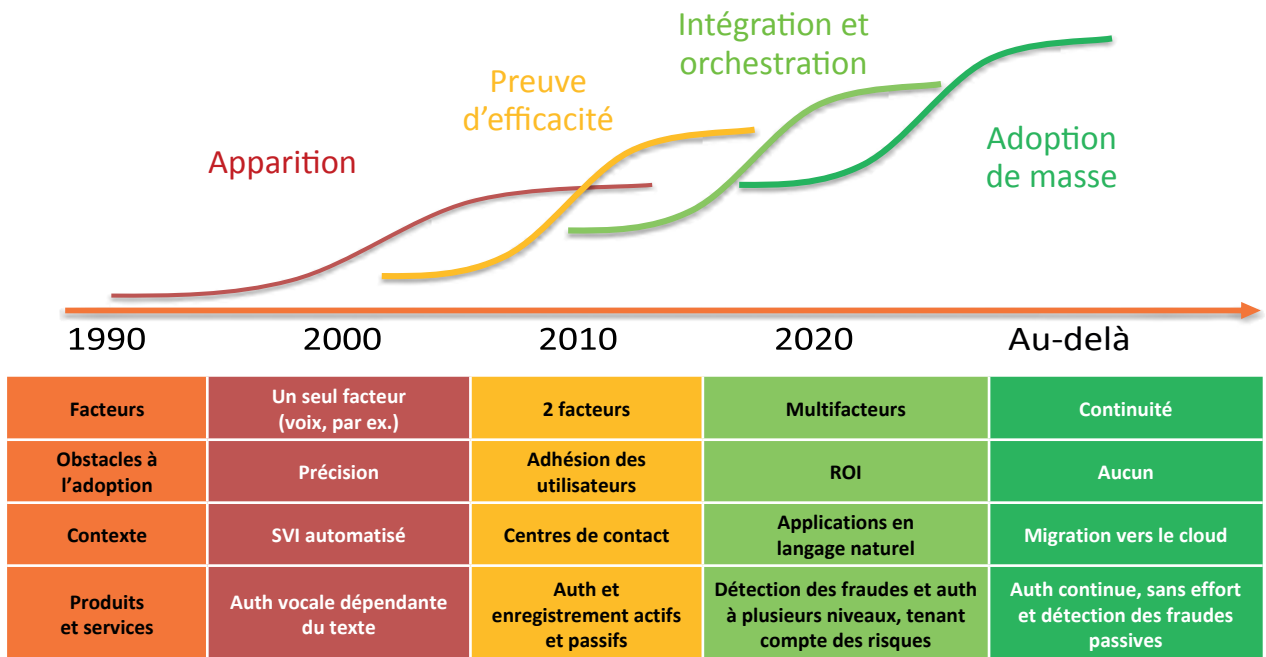 Intégration et
orchestration
Preuve
d'efficacité
Apparition
Adoption
de masse
1990
2000
2010
2020
Au-delà
Facteurs
Un seul facteur
(voix, par ex.)
2 facteurs
Multifacteurs
Continuité
Obstacles à
l'adoption
Précision
Adhésion des
utilisateurs
ROI
Aucun
Contexte
SVI automatisé
Centres de contact
Applications en
langage naturel
Migration vers le cloud
Produits
et services
Auth vocale dépendante
du texte
Auth et
enregistrement actifs
et passifs
Détection des fraudes et auth
à plusieurs niveaux, tenant
compte des risques
Auth continue, sans effort
et détection des fraudes
passives